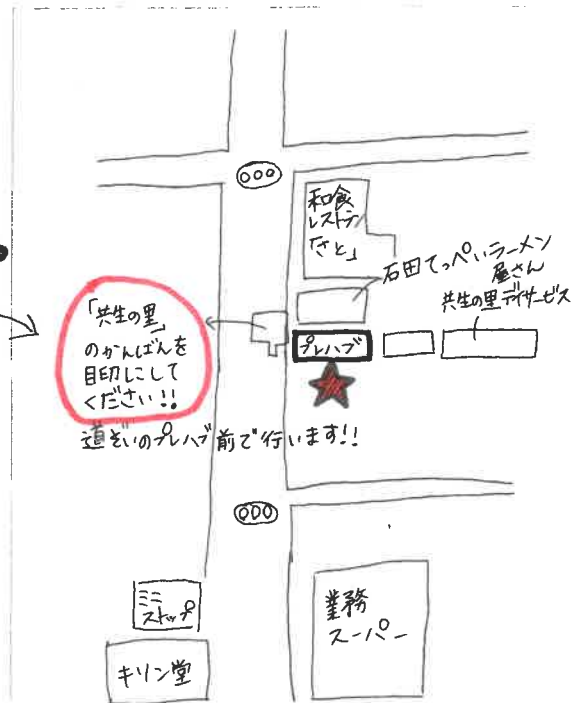 和食
レストラン
「さと」
石田てっぺいラーメン
屋さん
共生の里デイサービス
「共生の里」
のかんばんを
目印にして
ください!!
プレハブ
道ぞいのプレハブ前で行います!!
ミニ
ストップ
キリン堂
業務
スーパー